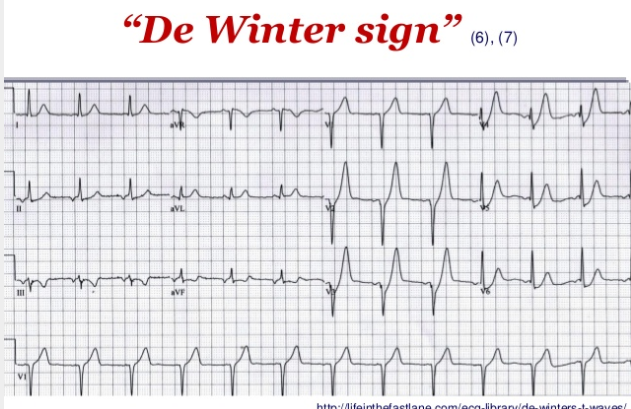 “De Winter sign” (6), (7)
I aVR V1 V4
II aVL V2 V5
III aVF V3 V6
V1
http://lifeinthefastlane.com/ecg-library/de-winters-t-waves/